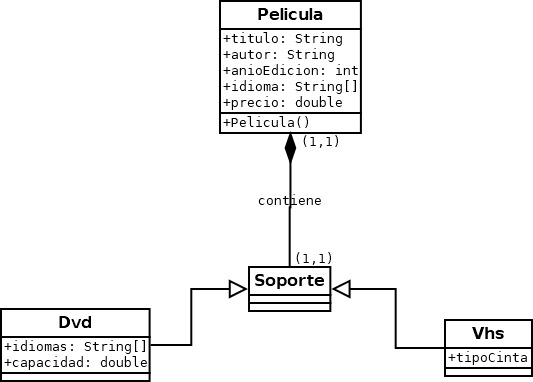 Pelicula
+titulo: String
+autor: String
+anioEdicion: int
+idioma: String[]
+precio: double
+Pelicula()
(1,1)
contiene
(1,1)
Soporte
Dvd
+idiomas: String[]
+capacidad: double
Vhs
+tipoCinta